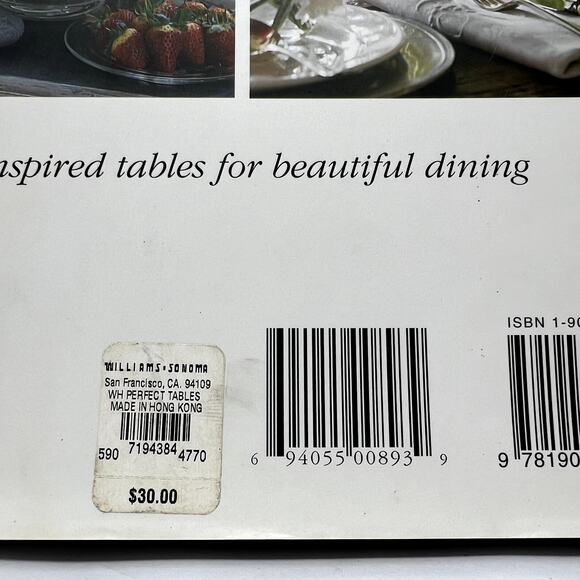 nspired tables for beautiful dining
ISBN 1-90
WILLIAMS-SONOMA
San Francisco, CA. 94109
WH PERFECT TABLES
MADE IN HONG KONG
590 7194384 4770
$30.00
6 94055 00893 9
9 78190